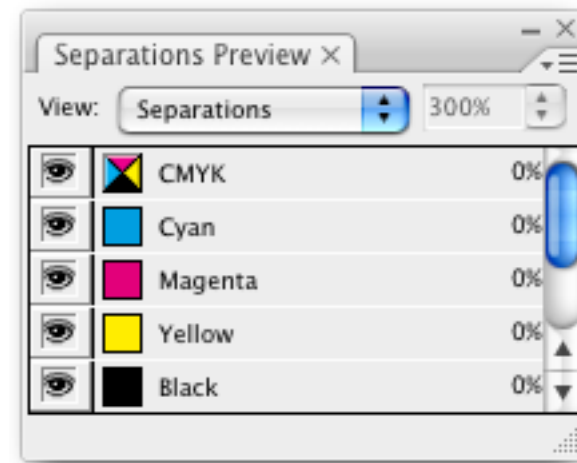 Separations Preview
View: Separations 300%
CMYK 0%
Cyan 0%
Magenta 0%
Yellow 0%
Black 0%